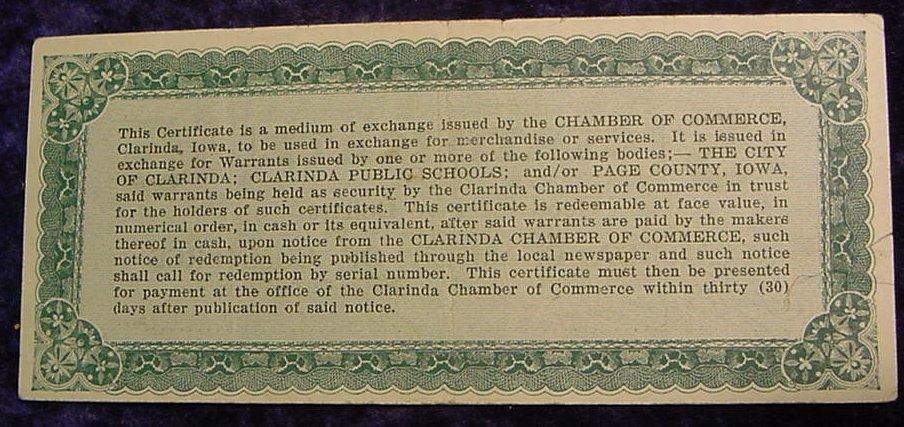 This Certificate is a medium of exchange issued by the CHAMBER OF COMMERCE,
Clarinda, Iowa, to be used in exchange for merchandise or services. It is issued in
exchange for Warrants issued by one or more of the following bodies;— THE CITY
OF CLARINDA; CLARINDA PUBLIC SCHOOLS; and/or PAGE COUNTY, IOWA,
said warrants being held as security by the Clarinda Chamber of Commerce in trust
for the holders of such certificates. This certificate is redeemable at face value, in
numerical order, in cash or its equivalent, after said warrants are paid by the makers
thereof in cash, upon notice from the CLARINDA CHAMBER OF COMMERCE, such
notice of redemption being published through the local newspaper and such notice
shall call for redemption by serial number. This certificate must then be presented
for payment at the office of the Clarinda Chamber of Commerce within thirty (30)
days after publication of said notice.